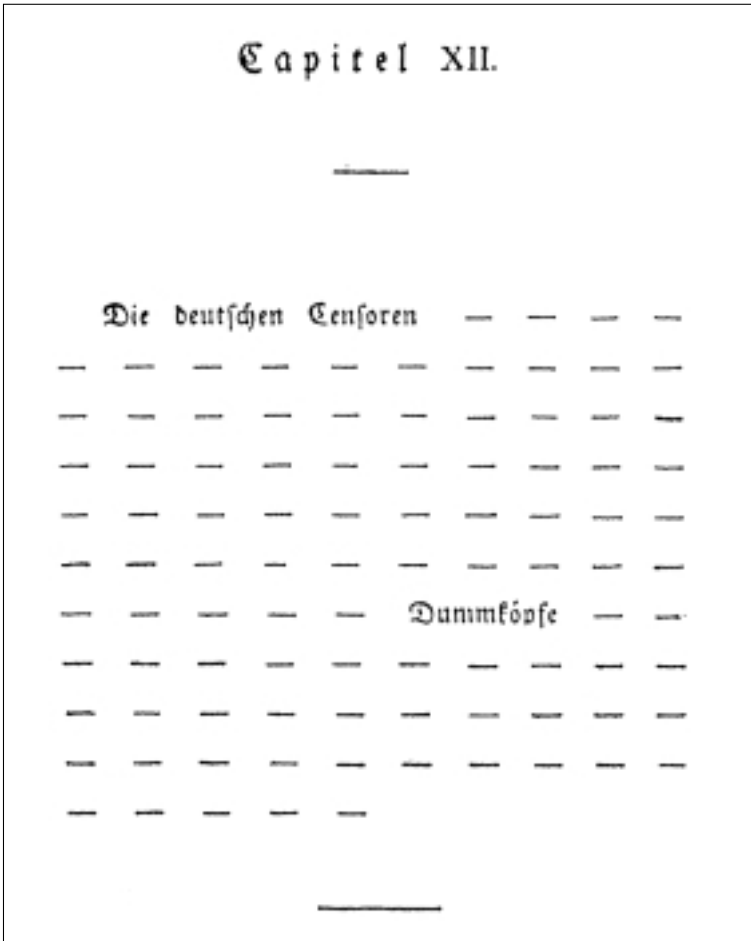 Capitel XII.
Die deutschen Censoren — — — —
— — — — — — — — — —
— — — — — — — — — —
— — — — — — — — — —
— — — — — — — — — —
— — — — — — — — — —
— — — — — Dummköpfe — —
— — — — — — — — — —
— — — — — — — — — —
— — — — — — — — — —
— — — — —